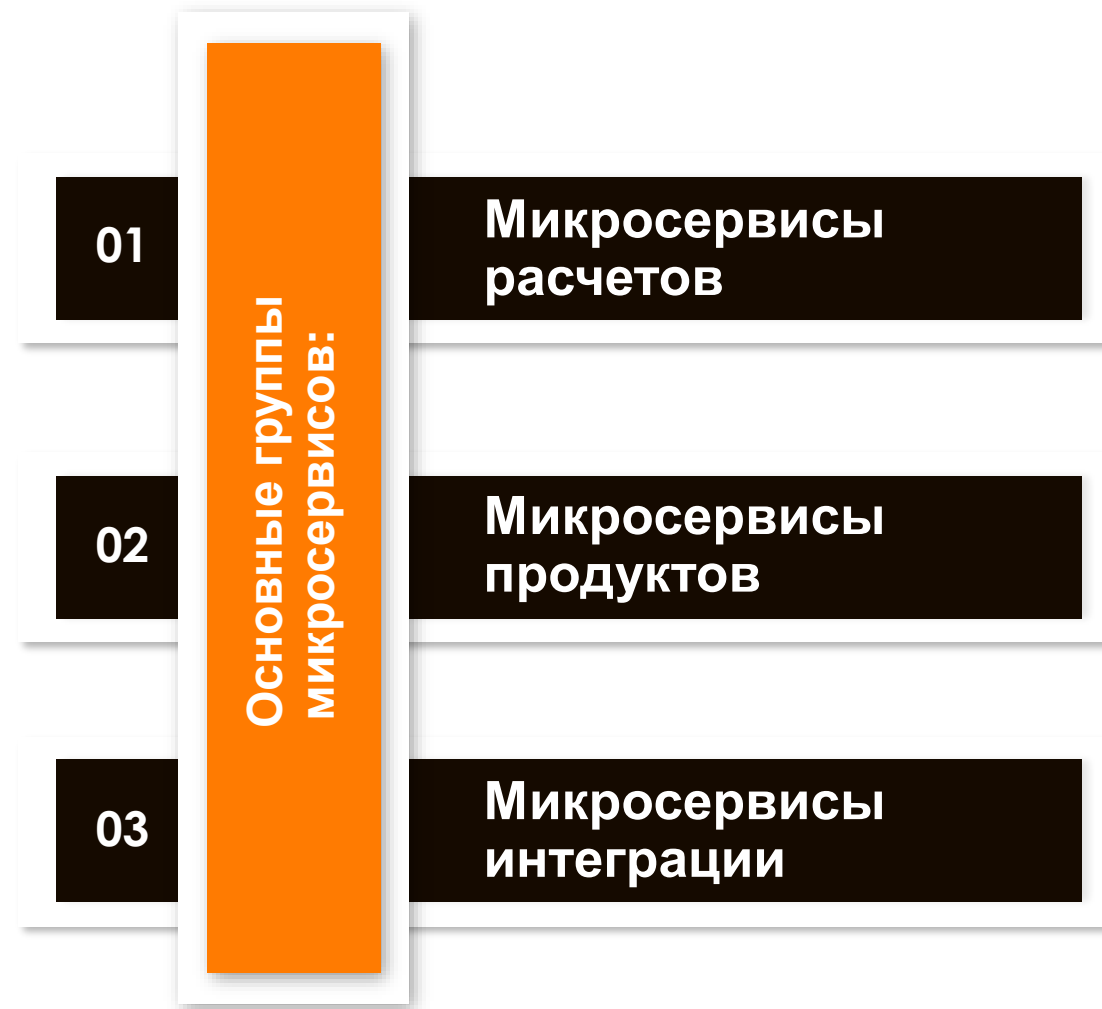 Основные группы
микросервисов:
01
Микросервисы
расчетов
02
Микросервисы
продуктов
03
Микросервисы
интеграции